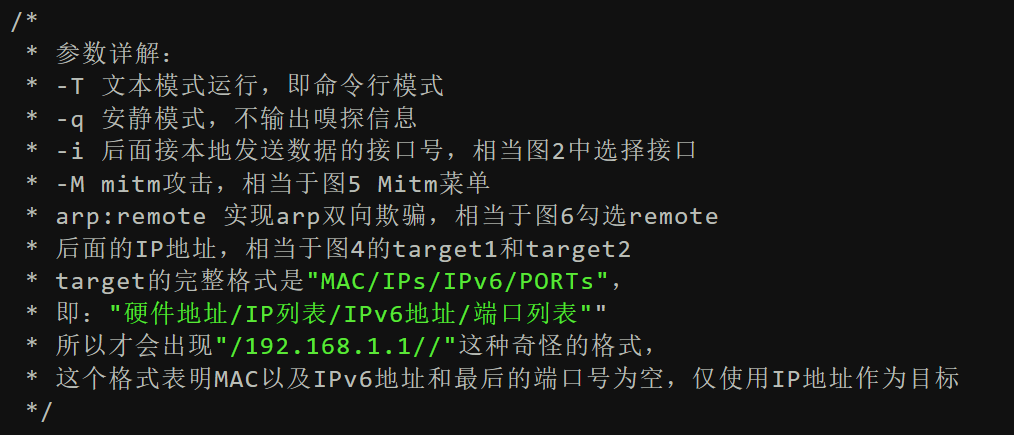 /*
* 参数详解:
* -T 文本模式运行，即命令行模式
* -q 安静模式，不输出嗅探信息
* -i 后面接本地发送数据的接口号，相当图2中选择接口
* -M mitm攻击，相当于图5 Mitm菜单
* arp:remote 实现arp双向欺骗，相当于图6勾选remote
* 后面的IP地址，相当于图4的target1和target2
* target的完整格式是"MAC/IPs/IPv6/PORTs"，
* 即："硬件地址/IP列表/IPv6地址/端口列表""
* 所以才会出现"/192.168.1.1//"这种奇怪的格式，
* 这个格式表明MAC以及IPv6地址和最后的端口号为空，仅使用IP地址作为目标
*/